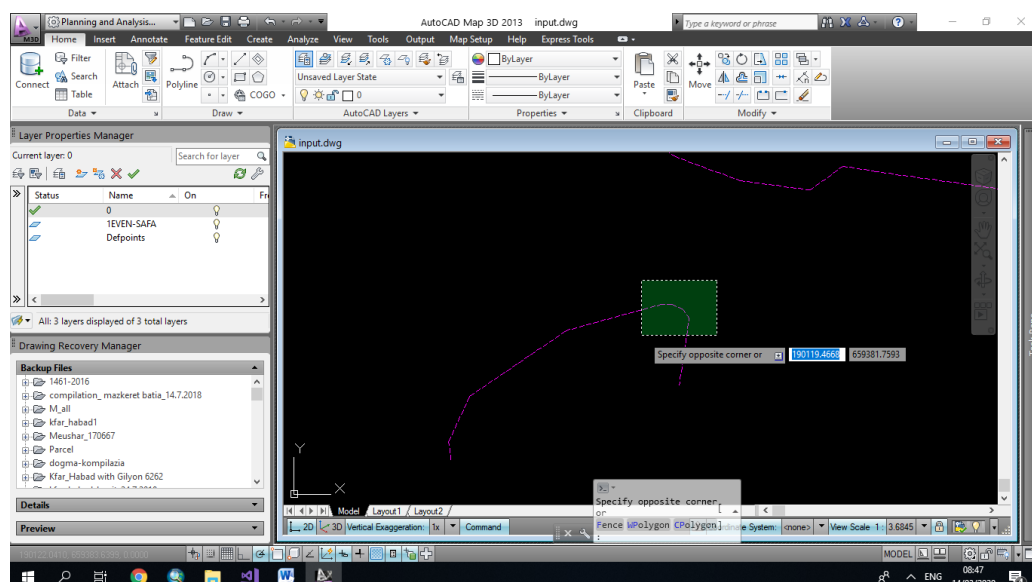 Planning and Analysis...
AutoCAD Map 3D 2013 input.dwg
Type a keyword or phrase
M3D Home Insert Annotate Feature Edit Create Analyze View Tools Output Map Setup Help Express Tools
Connect
Filter
Search
Table
Attach
Polyline
COGO
Unsaved Layer State
0
ByLayer
ByLayer
ByLayer
Paste
Move
Data Draw AutoCAD Layers Properties Clipboard Modify
Layer Properties Manager
Current layer: 0
Search for layer
Status Name On Fr
0
1EVEN-SAFA
Defpoints
All: 3 layers displayed of 3 total layers
Drawing Recovery Manager
Backup Files
1461-2016
compilation_ mazkeret batia_14.7.2018
M_all
kfar_habad1
Meushar_170667
Parcel
dogma-kompilazia
Kfar_Habad with Gilyon 6262
Details
Preview
input.dwg
Specify opposite corner or 190119.4668 659381.7593
Y
X
Specify opposite corner or
[Fence WPolygon CPolygon]
:
Model Layout1 Layout2
2D 3D Vertical Exaggeration: 1x Command
System: <none> View Scale 1: 3.6845
MODEL
ENG
08:47